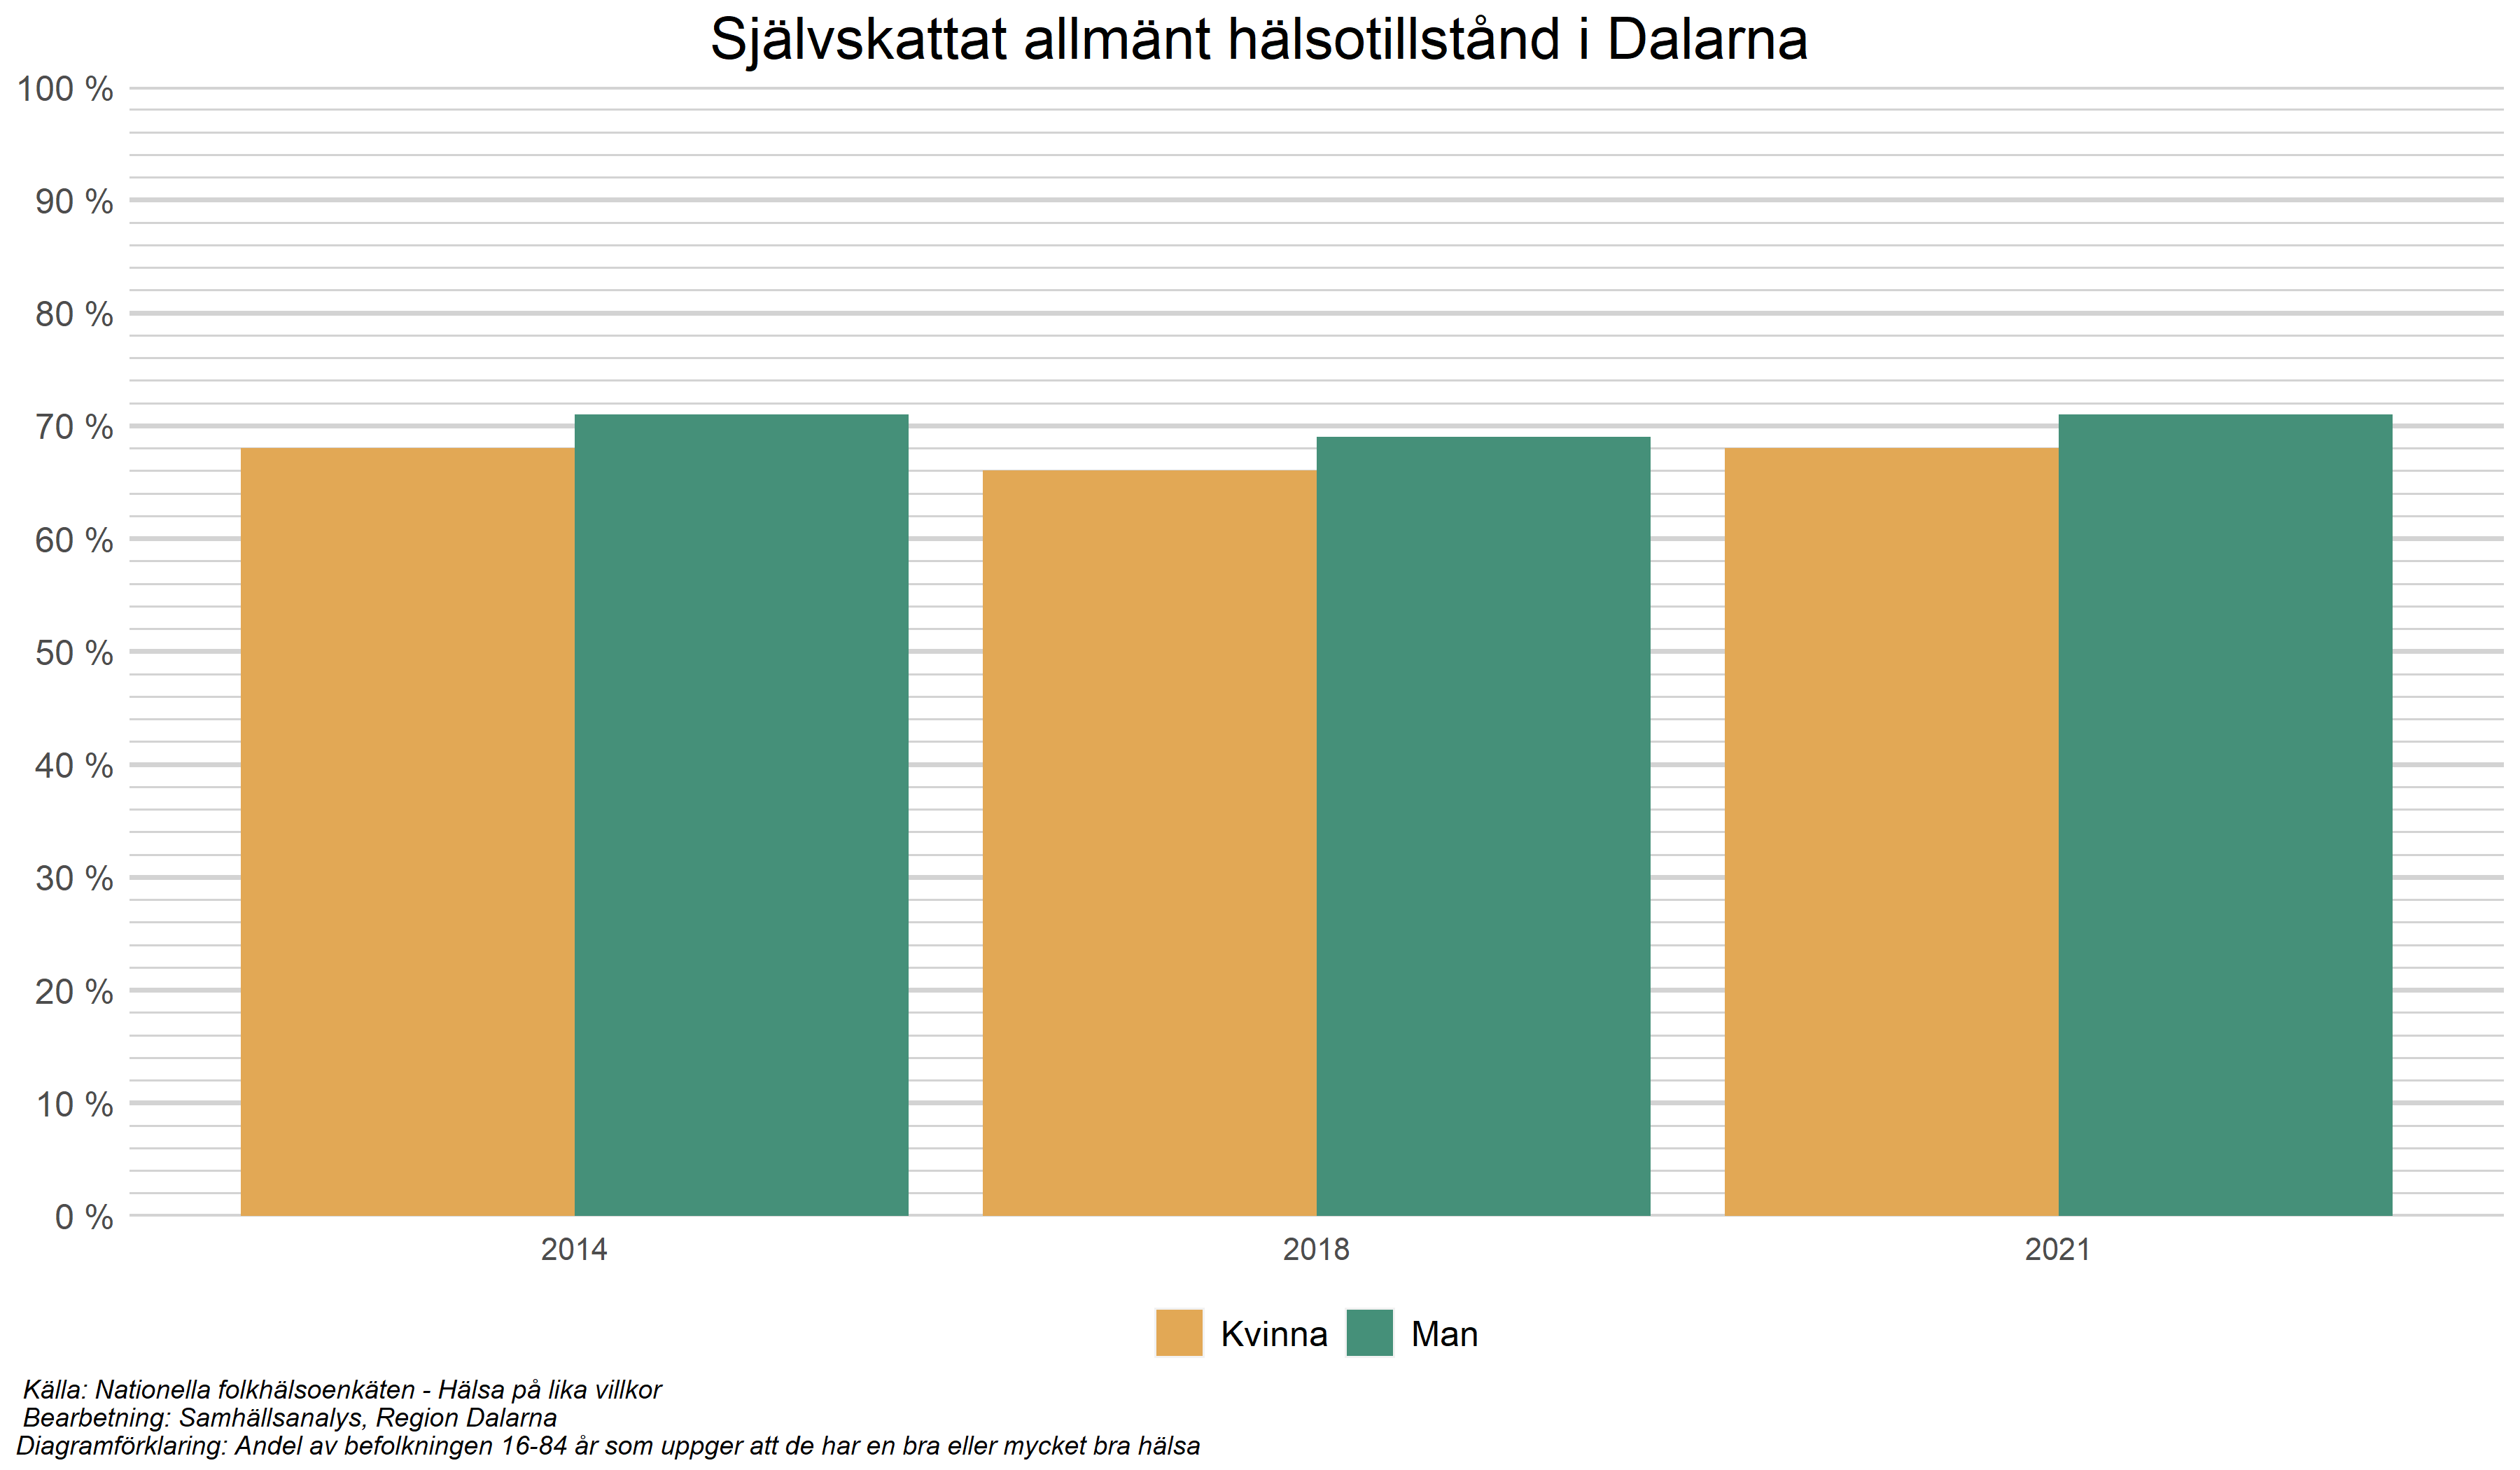 Självskattat allmänt hälsotillstånd i Dalarna
100 %
90 %
80 %
70 %
60 %
50 %
40 %
30 %
20 %
10 %
0 %
2014
2018
2021
Kvinna
Man
Källa: Nationella folkhälsoenkäten - Hälsa på lika villkor
Bearbetning: Samhällsanalys, Region Dalarna
Diagramförklaring: Andel av befolkningen 16-84 år som uppger att de har en bra eller mycket bra hälsa